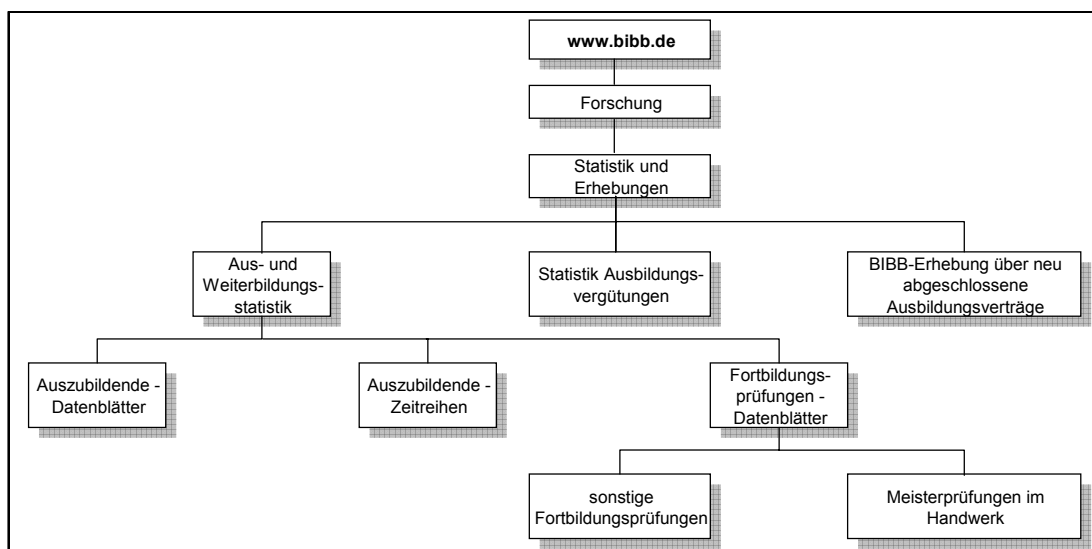 www.bibb.de
Forschung
Statistik und
Erhebungen
Aus- und
Weiterbildungs-
statistik
Statistik Ausbildungs-
vergütungen
BIBB-Erhebung über neu
abgeschlossene
Ausbildungsverträge
Auszubildende -
Datenblätter
Auszubildende -
Zeitreihen
Fortbildungs-
prüfungen -
Datenblätter
sonstige
Fortbildungsprüfungen
Meisterprüfungen im
Handwerk